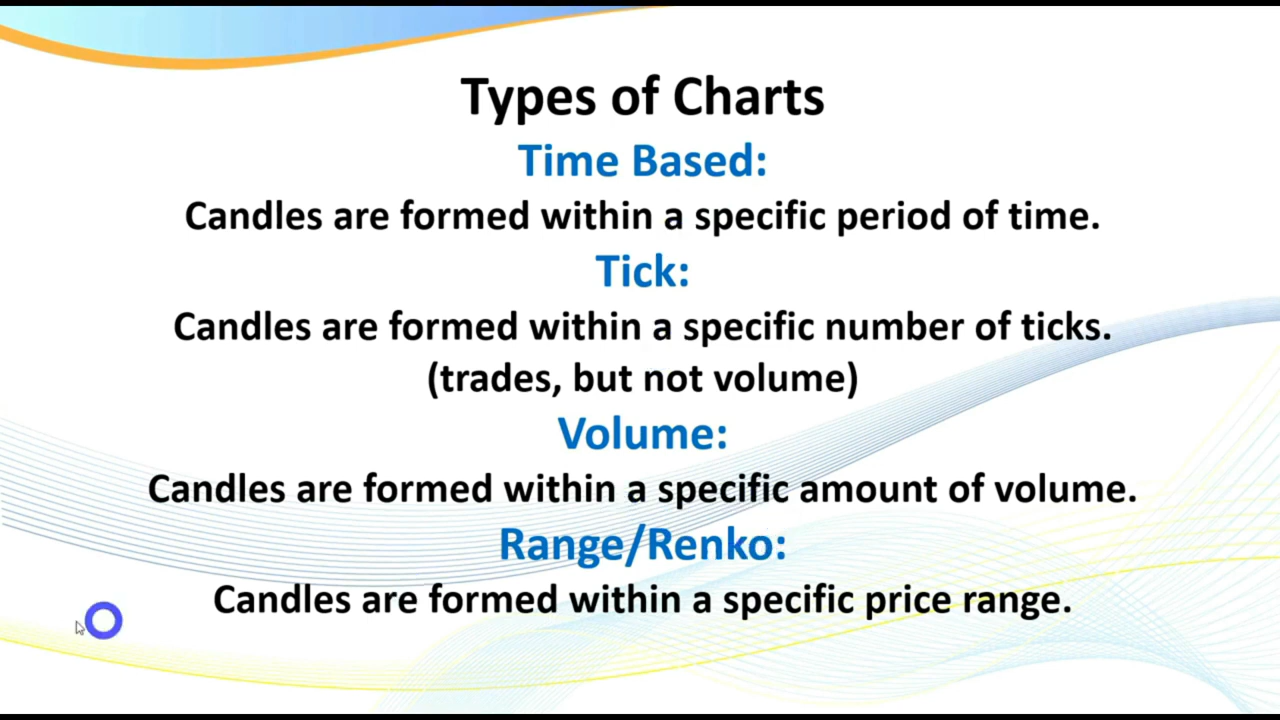 Types of Charts
Time Based:
Candles are formed within a specific period of time.
Tick:
Candles are formed within a specific number of ticks.
(trades, but not volume)
Volume:
Candles are formed within a specific amount of volume.
Range/Renko:
Candles are formed within a specific price range.